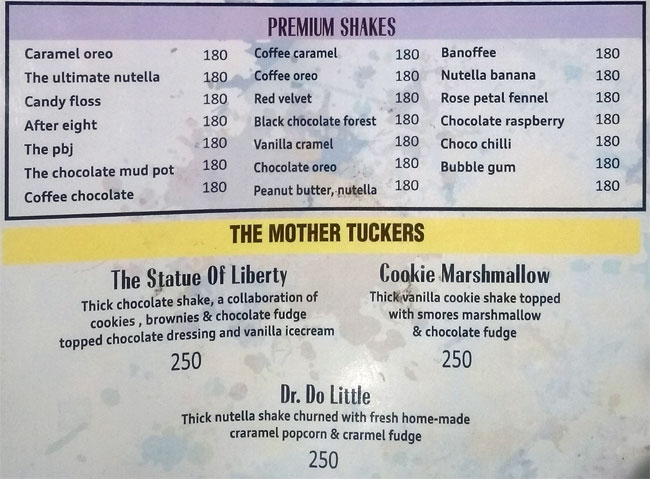 PREMIUM SHAKES
Caramel oreo 180 Coffee caramel 180 Banoffee 180
The ultimate nutella 180 Coffee oreo 180 Nutella banana 180
Candy floss 180 Red velvet 180 Rose petal fennel 180
After eight 180 Black chocolate forest 180 Chocolate raspberry 180
The pbj 180 Vanilla cramel 180 Choco chilli 180
The chocolate mud pot 180 Chocolate oreo 180 Bubble gum 180
Coffee chocolate 180 Peanut butter, nutella 180 180
THE MOTHER TUCKERS
The Statue Of Liberty
Thick chocolate shake, a collaboration of
cookies , brownies & chocolate fudge
topped chocolate dressing and vanilla icecream
250
Cookie Marshmallow
Thick vanilla cookie shake topped
with smores marshmallow
& chocolate fudge
250
Dr. Do Little
Thick nutella shake churned with fresh home-made
craramel popcorn & crarmel fudge
250